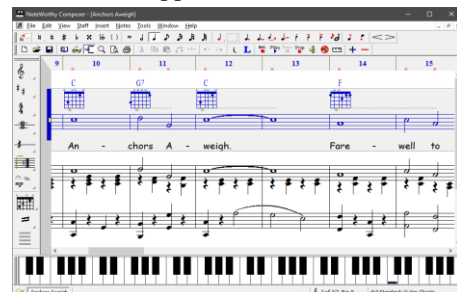 NoteWorthy Composer - [Anchors Aweigh]
File Edit View Staff Insert Notes Tools Window Help
9 10 11 12 13 14 15
C G7 C F
An - chors A - weigh. Fare - well to
Anchors Aweigh